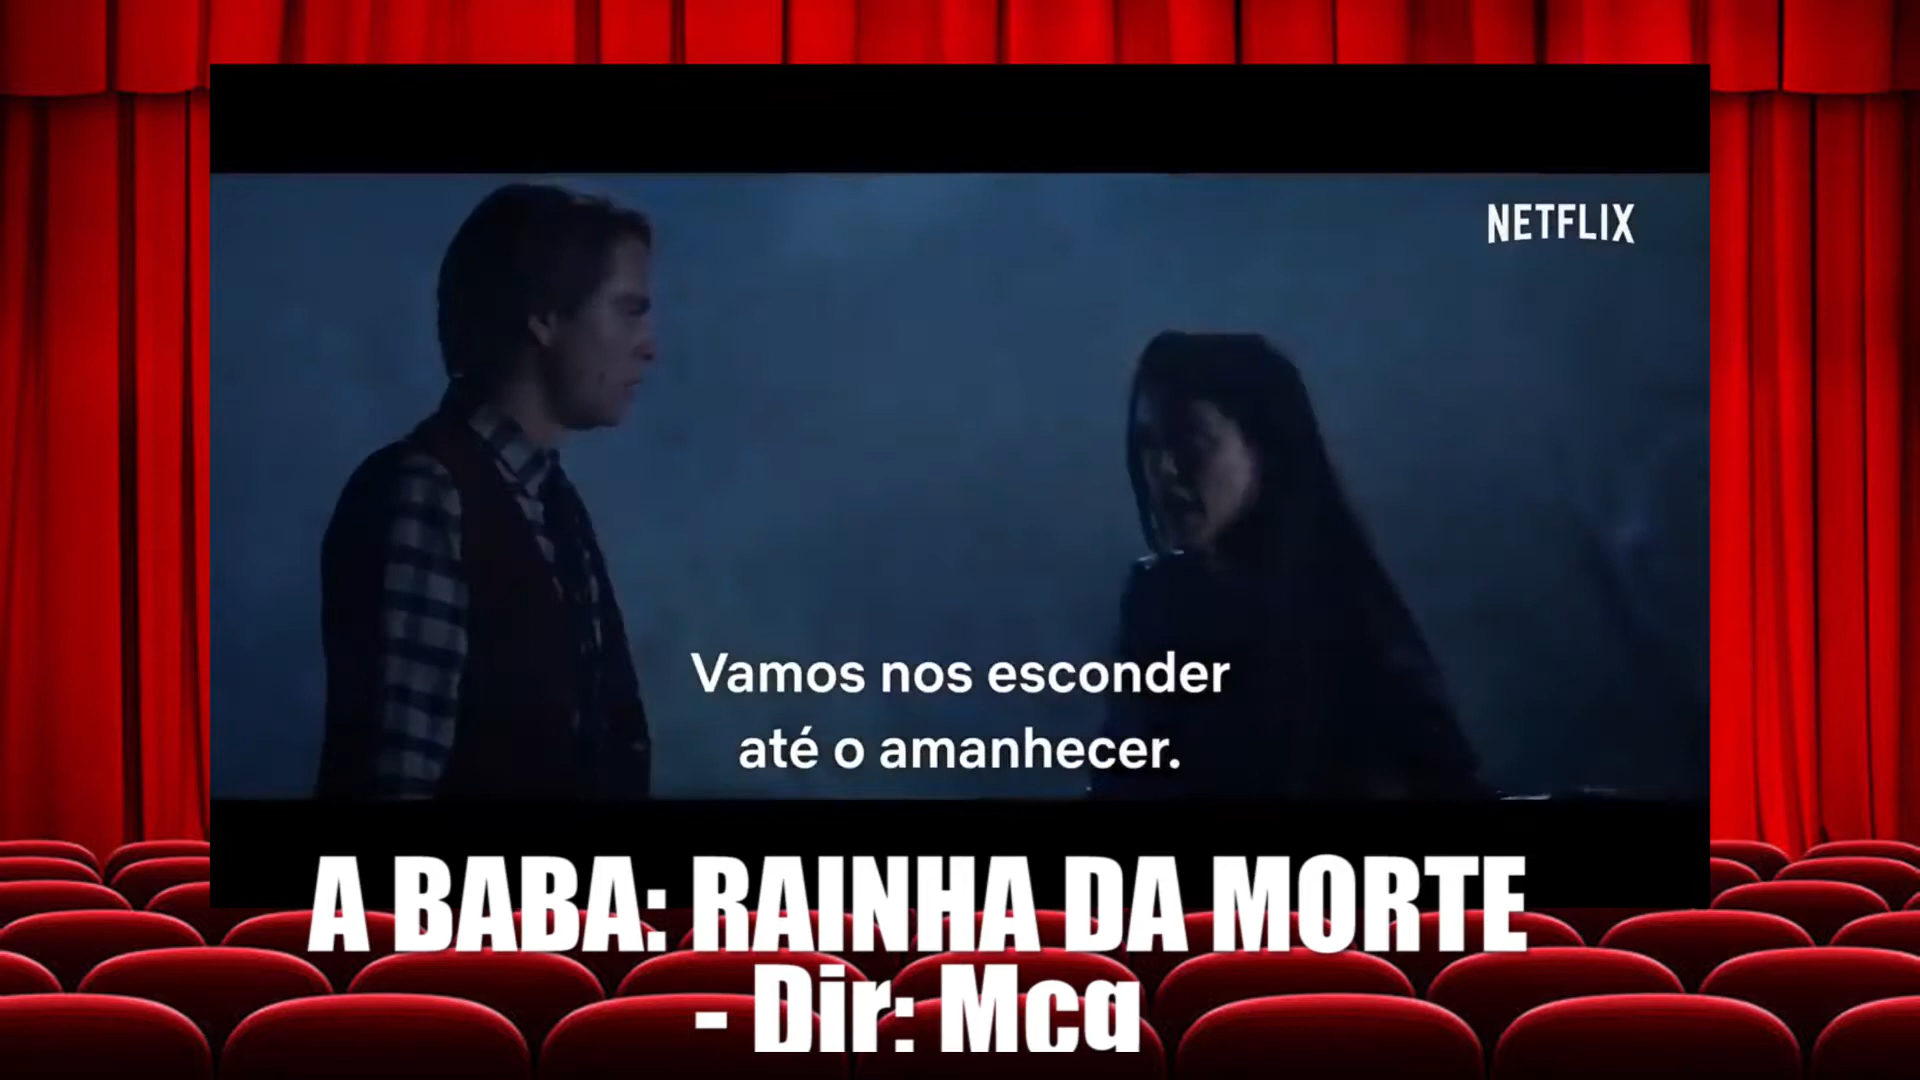 NETFLIX
Vamos nos esconder
até o amanhecer.
A BABA: RAINHA DA MORTE
- Dir: Mcg